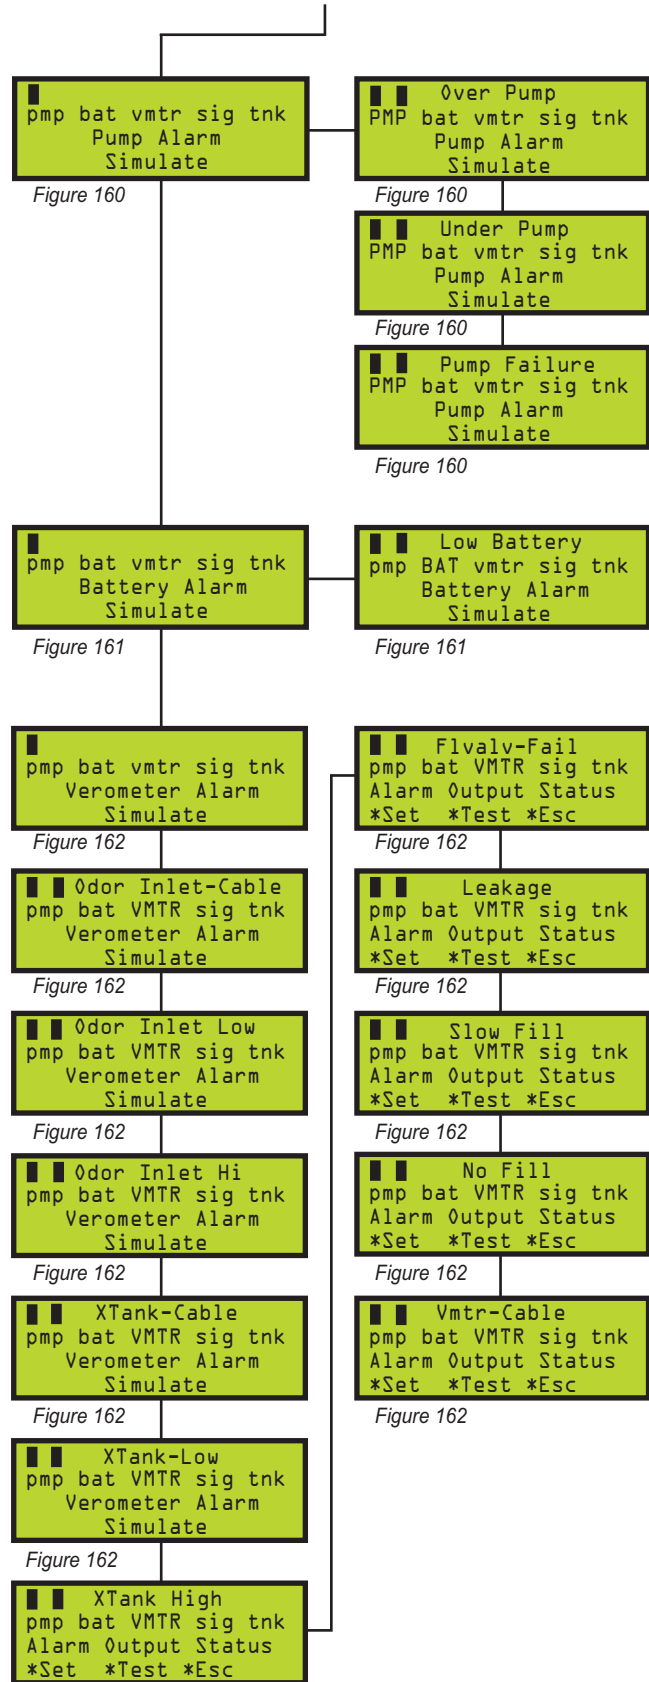 pmp bat vmtr sig tnk
Pump Alarm
Simulate
Figure 160
Over Pump
PMP bat vmtr sig tnk
Pump Alarm
Simulate
Figure 160
Under Pump
PMP bat vmtr sig tnk
Pump Alarm
Simulate
Figure 160
Pump Failure
PMP bat vmtr sig tnk
Pump Alarm
Simulate
Figure 160
pmp bat vmtr sig tnk
Battery Alarm
Simulate
Figure 161
Low Battery
pmp BAT vmtr sig tnk
Battery Alarm
Simulate
Figure 161
pmp bat vmtr sig tnk
Verometer Alarm
Simulate
Figure 162
Odor Inlet-Cable
pmp bat VMTR sig tnk
Verometer Alarm
Simulate
Figure 162
Odor Inlet Low
pmp bat VMTR sig tnk
Verometer Alarm
Simulate
Figure 162
Odor Inlet Hi
pmp bat VMTR sig tnk
Verometer Alarm
Simulate
Figure 162
XTank-Cable
pmp bat VMTR sig tnk
Verometer Alarm
Simulate
Figure 162
XTank-Low
pmp bat VMTR sig tnk
Verometer Alarm
Simulate
Figure 162
XTank High
pmp bat VMTR sig tnk
Alarm Output Status
*Set *Test *Esc
Flvalv-Fail
pmp bat VMTR sig tnk
Alarm Output Status
*Set *Test *Esc
Figure 162
Leakage
pmp bat VMTR sig tnk
Alarm Output Status
*Set *Test *Esc
Figure 162
Slow Fill
pmp bat VMTR sig tnk
Alarm Output Status
*Set *Test *Esc
Figure 162
No Fill
pmp bat VMTR sig tnk
Alarm Output Status
*Set *Test *Esc
Figure 162
Vmtr-Cable
pmp bat VMTR sig tnk
Alarm Output Status
*Set *Test *Esc
Figure 162